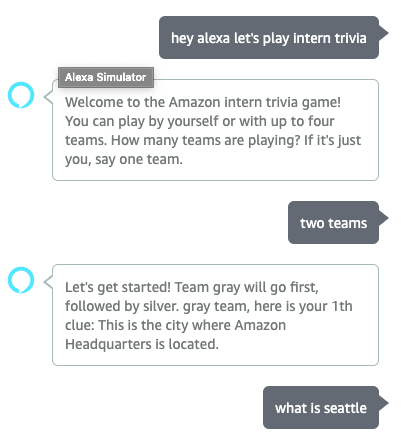 hey alexa let's play intern trivia
Alexa Simulator
Welcome to the Amazon intern trivia game!
You can play by yourself or with up to four
teams. How many teams are playing? If it's just
you, say one team.
two teams
Let's get started! Team gray will go first,
followed by silver. gray team, here is your 1th
clue: This is the city where Amazon
Headquarters is located.
what is seattle